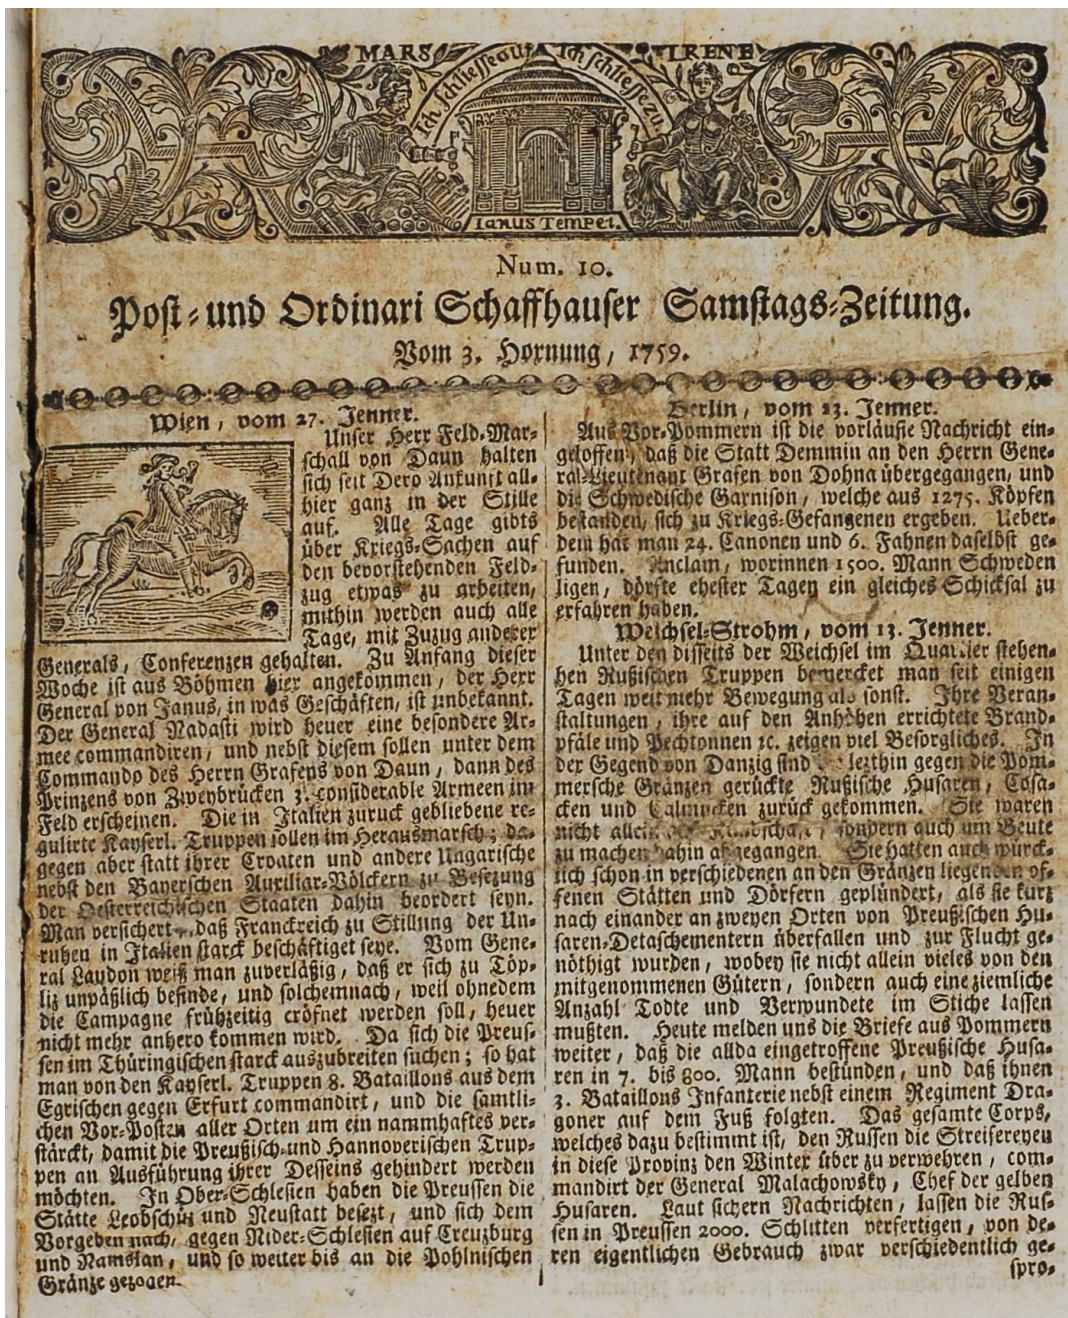 MARS
IRENE
Ich schliesse auf
Ich schliesse zu
Ianus Tempel.
Num. 10.
Post- und Ordinari Schaffhauser Samstags-Zeitung.
Vom 3. Hornung, 1759.
Wien, vom 27. Jenner.
Unser Herr Feld-Mar-
schall von Daun halten
sich seit Dero Ankunft all-
hier ganz in der Stille
auf. Alle Tage gibts
über Kriegs-Sachen auf
den bevorstehenden Feld-
zug etwas zu arbeiten,
mithin werden auch alle
Tage, mit Zuzug anderer
Generals, Conferenzen gehalten. Zu Anfang dieser
Woche ist aus Böhmen hier angekommen, der Herr
General von Janus, in was Geschäften, ist unbekannt.
Der General Nadasti wird heuer eine besondere Ar-
mee commandiren, und nebst diesem sollen unter dem
Commando des Herrn Grafens von Daun, dann des
Prinzens von Zweybrücken 3. considerable Armeen im
Feld erscheinen. Die in Italien zuruck gebliebene re-
gulirte Kayserl. Truppen sollen im Herausmarsch; da-
gegen aber statt ihrer Croaten und andere Ungarische
nebst den Bayerschen Auxiliar-Völckern zu Besezung
der Oesterreichischen Staaten dahin beordert seyn.
Man versichert, daß Franckreich zu Stillung der Un-
ruhen in Italien starck beschäftiget seye. Vom Gene-
ral Laudon weiß man zuverläßig, daß er sich zu Töp-
liz unpäßlich befinde, und solchemnach, weil ohnedem
die Campagne frühzeitig eröfnet werden soll, heuer
nicht mehr anhero kommen wird. Da sich die Preus-
sen im Thüringischen starck auszubreiten suchen; so hat
man von den Kayserl. Truppen 8. Bataillons aus dem
Egrischen gegen Erfurt commandirt, und die samtli-
chen Vor-Posten aller Orten um ein nammhaftes ver-
stärckt, damit die Preußisch-und Hannoverischen Trup-
pen an Ausführung ihrer Desseins gehindert werden
möchten. In Ober-Schlesien haben die Preussen die
Stätte Leobschüz und Neustatt besezt, und sich dem
Vorgeben nach, gegen Nider-Schlesien auf Creuzburg
und Namslan, und so weiter bis an die Pohlnischen
Gränze gezogen.
Berlin, vom 23. Jenner.
Aus Vor-Pommern ist die vorläufie Nachricht ein-
geloffen, daß die Statt Demmin an den Herrn Gene-
ral-Lieutenant Grafen von Dohna übergegangen, und
die Schwedische Garnison, welche aus 1275. Köpfen
bestanden, sich zu Kriegs-Gefangenen ergeben. Ueber-
dem hat man 24. Canonen und 6. Fahnen daselbst ge-
funden. Anclam, worinnen 1500. Mann Schweden
ligen, dörfte ehester Tagen ein gleiches Schicksal zu
erfahren haben.
Weichsel-Strohm, vom 13. Jenner.
Unter den disseits der Weichsel im Quartier stehen-
hen Rußischen Truppen bemercket man seit einigen
Tagen weit mehr Bewegung als sonst. Ihre Veran-
staltungen, ihre auf den Anhöhen errichtete Brand-
pfäle und Pechtonnen ꝛc. zeigen viel Besorgliches. In
der Gegend von Danzig sind lezthin gegen die Pom-
mersche Gränzen gerückte Rußische Husaren, Cosa-
cken und Calmucken zurück gekommen. Sie waren
nicht allein sondern auch um Beute
zu machen dahin abgegangen. Sie hatten auch würck-
lich schon in verschiedenen an den Gränzen liegenden of-
fenen Stätten und Dörfern geplündert, als sie kurz
nach einander an zweyen Orten von Preußischen Hu-
saren-Detaschementern überfallen und zur Flucht ge-
nöthigt wurden, wobey sie nicht allein vieles von den
mitgenommenen Gütern, sondern auch eine ziemliche
Anzahl Todte und Verwundete im Stiche lassen
mußten. Heute melden uns die Briefe aus Pommern
weiter, daß die allda eingetroffene Preußische Husa-
ren in 7. bis 800. Mann bestünden, und daß ihnen
3. Bataillons Infanterie nebst einem Regiment Dra-
goner auf dem Fuß folgten. Das gesamte Corps,
welches dazu bestimmt ist, den Russen die Streifereyen
in diese Provinz den Winter über zu verwehren, com-
mandirt der General Malachowsky, Chef der gelben
Husaren. Laut sichern Nachrichten, lassen die Rus-
sen in Preussen 2000. Schlitten verfertigen, von de-
ren eigentlichen Gebrauch zwar verschiedentlich ge-
spro-